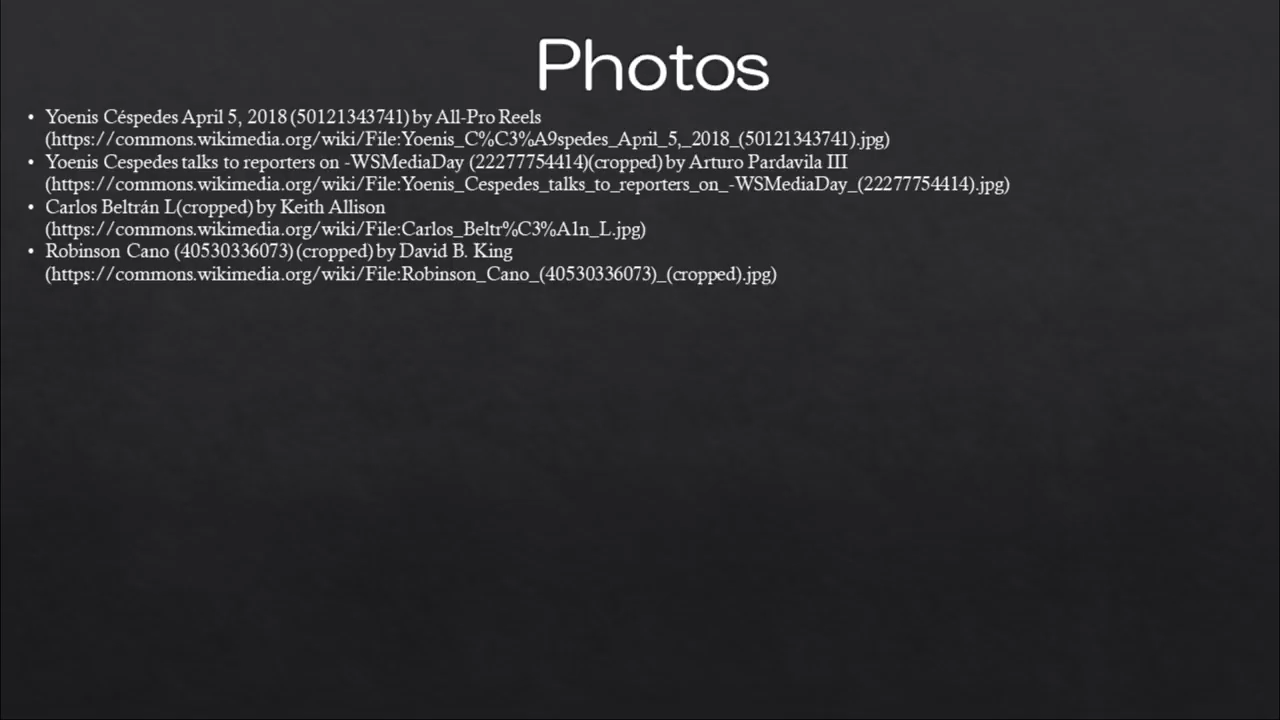 Photos
• Yoenis Céspedes April 5, 2018 (50121343741) by All-Pro Reels
(https://commons.wikimedia.org/wiki/File:Yoenis_C%C3%A9spedes_April_5,_2018_(50121343741).jpg)
• Yoenis Cespedes talks to reporters on -WSMediaDay (22277754414)(cropped) by Arturo Pardavila III
(https://commons.wikimedia.org/wiki/File:Yoenis_Cespedes_talks_to_reporters_on_-WSMediaDay_(22277754414).jpg)
• Carlos Beltrán L(cropped) by Keith Allison
(https://commons.wikimedia.org/wiki/File:Carlos_Beltr%C3%A1n_L.jpg)
• Robinson Cano (40530336073) (cropped) by David B. King
(https://commons.wikimedia.org/wiki/File:Robinson_Cano_(40530336073)_(cropped).jpg)